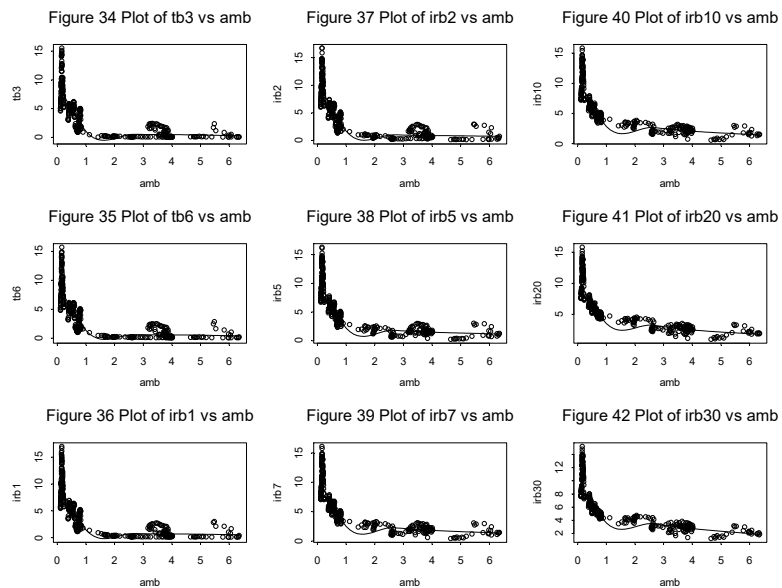 Figure 34 Plot of tb3 vs amb
tb3
0 5 10 15
0 1 2 3 4 5 6
amb
Figure 37 Plot of irb2 vs amb
irb2
0 5 10 15
0 1 2 3 4 5 6
amb
Figure 40 Plot of irb10 vs amb
irb10
0 5 10 15
0 1 2 3 4 5 6
amb
Figure 35 Plot of tb6 vs amb
tb6
0 5 10 15
0 1 2 3 4 5 6
amb
Figure 38 Plot of irb5 vs amb
irb5
0 5 10 15
0 1 2 3 4 5 6
amb
Figure 41 Plot of irb20 vs amb
irb20
5 10 15
0 1 2 3 4 5 6
amb
Figure 36 Plot of irb1 vs amb
irb1
0 5 10 15
0 1 2 3 4 5 6
amb
Figure 39 Plot of irb7 vs amb
irb7
0 5 10 15
0 1 2 3 4 5 6
amb
Figure 42 Plot of irb30 vs amb
irb30
2 4 6 8 12
0 1 2 3 4 5 6
amb